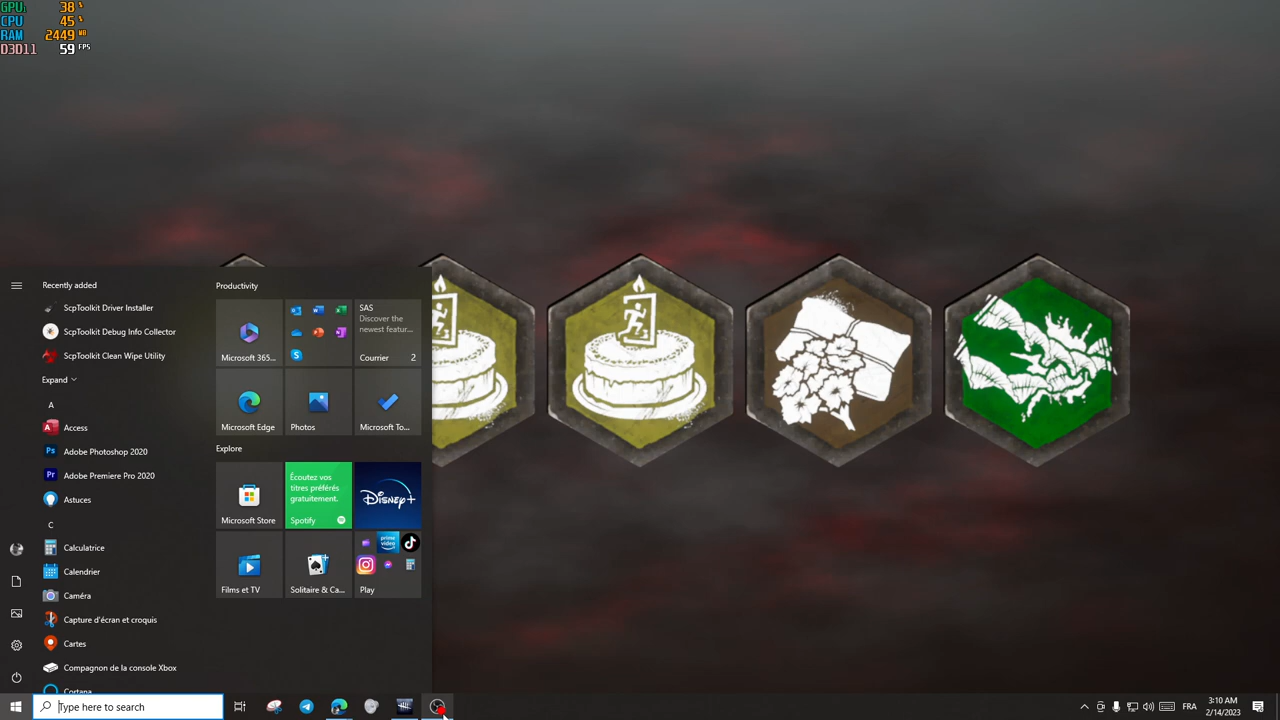 GPU1 38 %
CPU 45 %
RAM 2449 MB
D3D11 59 FPS
Recently added
ScpToolkit Driver Installer
ScpToolkit Debug Info Collector
ScpToolkit Clean Wipe Utility
Expand
A
Access
Adobe Photoshop 2020
Adobe Premiere Pro 2020
Astuces
C
Calculatrice
Calendrier
Caméra
Capture d'écran et croquis
Cartes
Compagnon de la console Xbox
Cortana
Productivity
Microsoft 365...
SAS
Discover the
newest featur...
Courrier 2
Microsoft Edge
Photos
Microsoft To...
Explore
Microsoft Store
Écoutez vos
titres préférés
gratuitement.
Spotify
Disney+
Films et TV
Solitaire & Ca...
prime video
Play
Type here to search
FRA
3:10 AM
2/14/2023